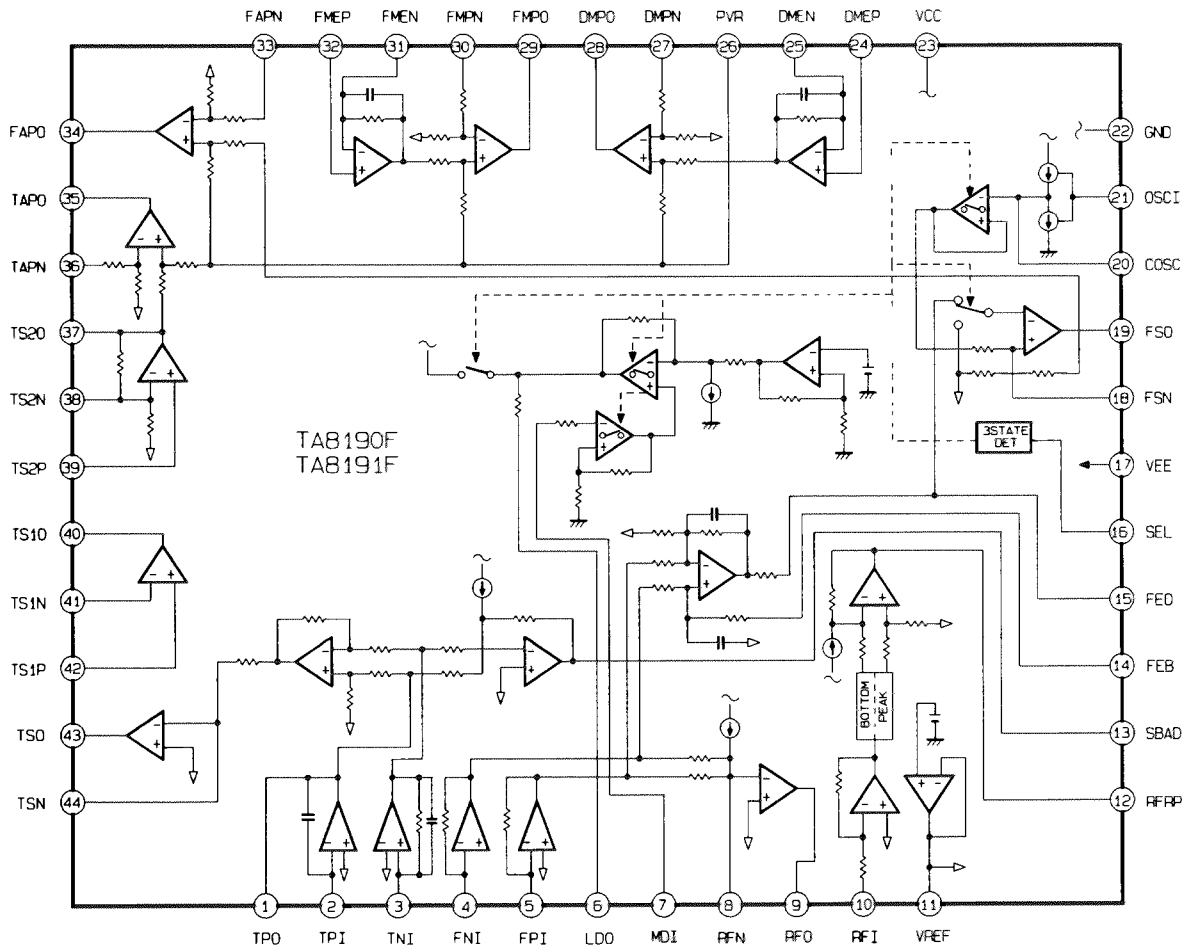 FAPN FMEP FMEN FMPN FMPO DMPO DMPN PVR DMEN DMEP VCC
33 32 31 30 29 28 27 26 25 24 23
FAPO 34
22 GND
TAPO 35
21 OSCI
TAPN 36
20 COSC
TS2O 37
19 FSO
TS2N 38
18 FSN
TA8190F
TA8191F
3STATE
DET
TS2P 39
17 VEE
TS1O 40
16 SEL
TS1N 41
15 FEO
TS1P 42
14 FEB
BOTTOM
PEAK
TSO 43
13 SBAD
TSN 44
12 RFRP
1 2 3 4 5 6 7 8 9 10 11
TPO TPI TNI FNI FPI LDO MDI RFN RFO RFI VREF